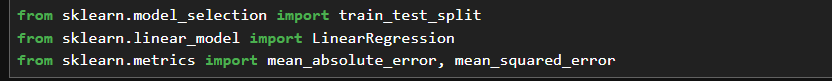 from sklearn.model_selection import train_test_split
from sklearn.linear_model import LinearRegression
from sklearn.metrics import mean_absolute_error, mean_squared_error